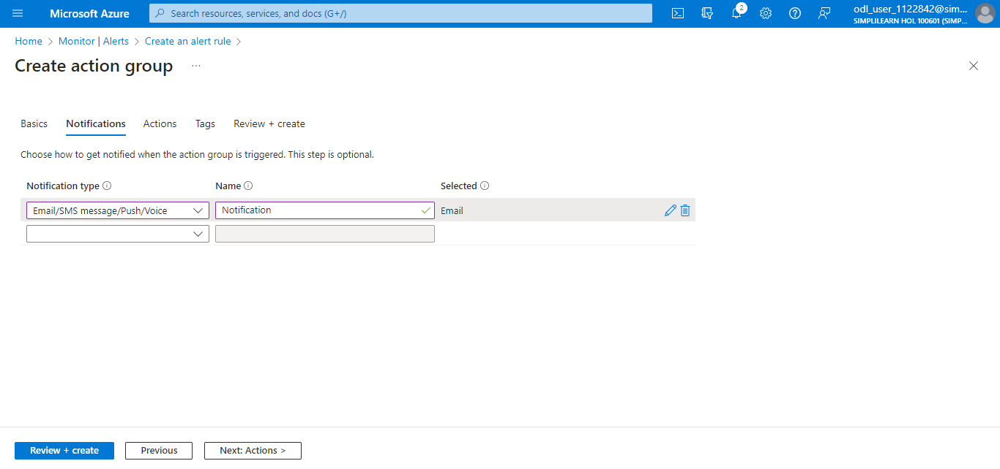 Microsoft Azure
Search resources, services, and docs (G+/)
2
odl_user_1122842@sim...
SIMPLILEARN HOL 100601 (SIMP...
Home > Monitor | Alerts > Create an alert rule >
Create action group ...
Basics Notifications Actions Tags Review + create
Choose how to get notified when the action group is triggered. This step is optional.
Notification type Name Selected
Email/SMS message/Push/Voice Notification Email
Review + create Previous Next: Actions >